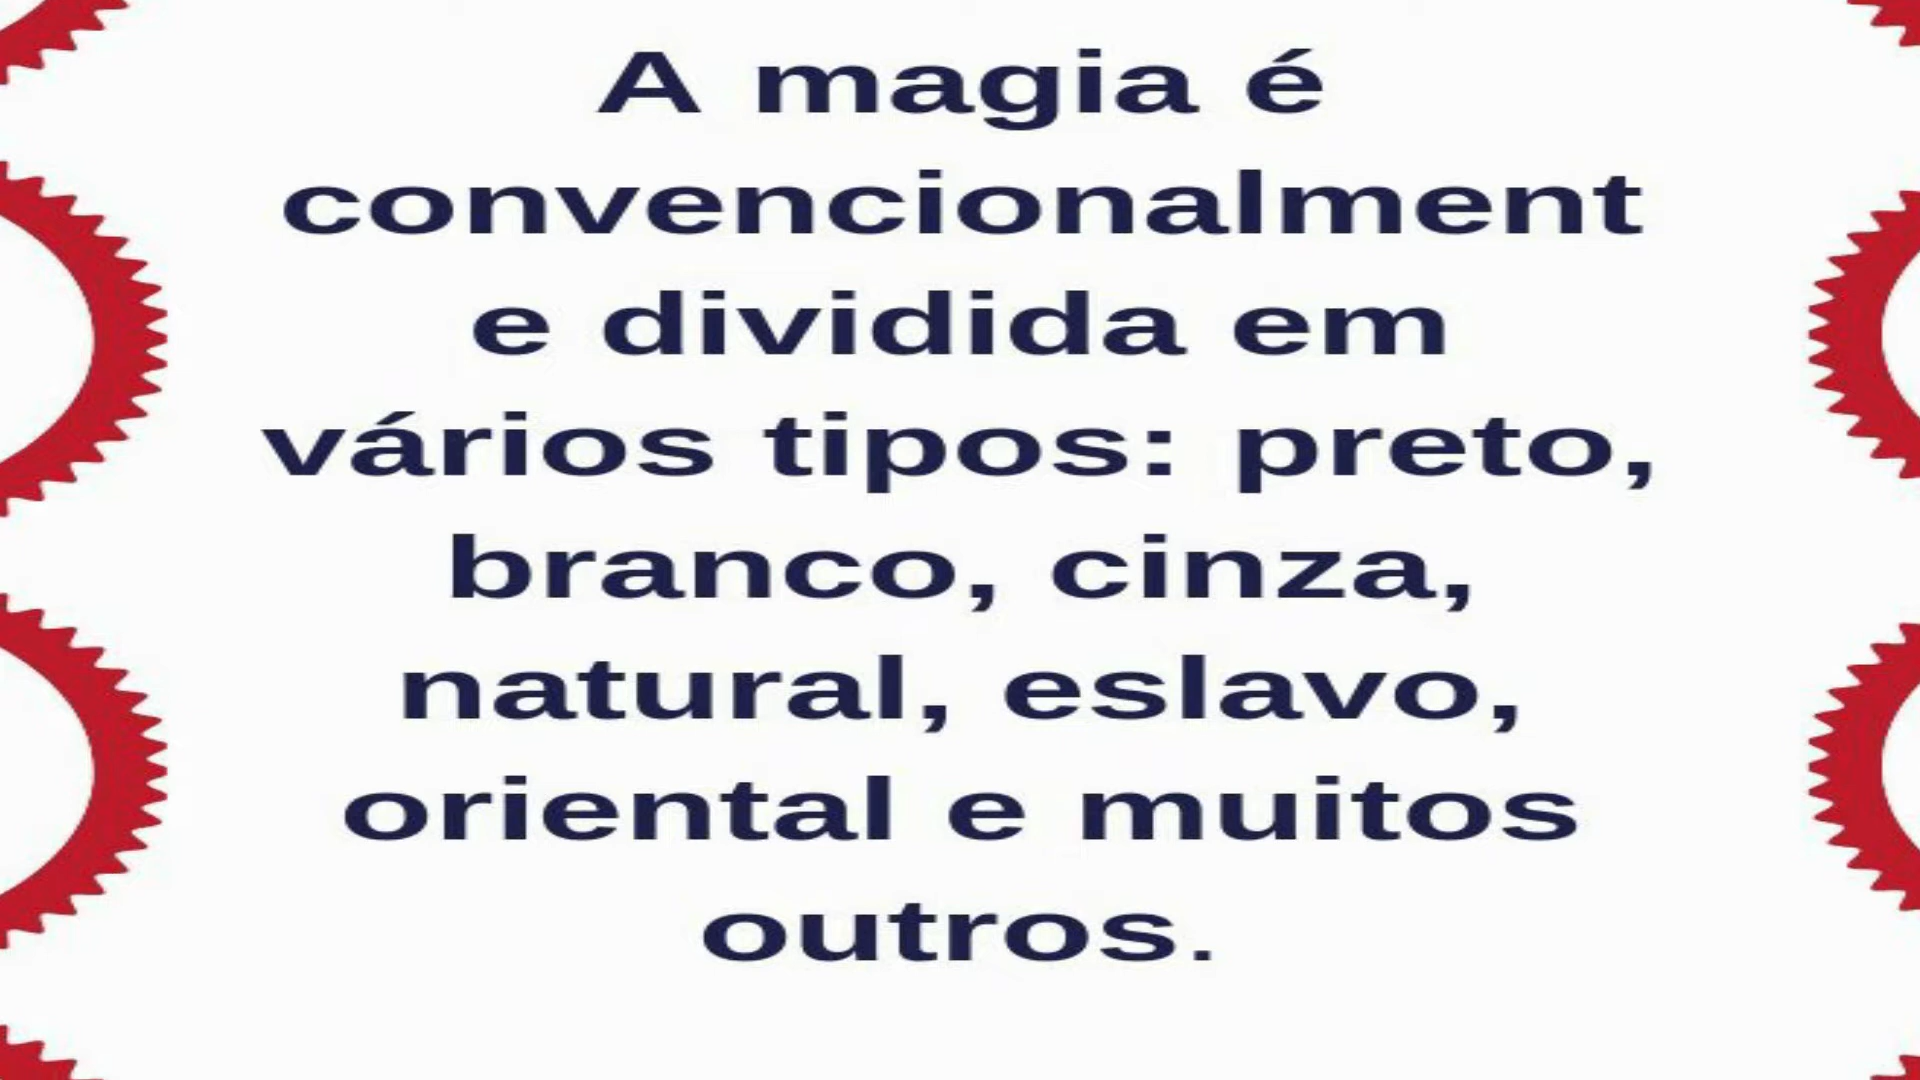 A magia é
convencionalment
e dividida em
vários tipos: preto,
branco, cinza,
natural, eslavo,
oriental e muitos
outros.